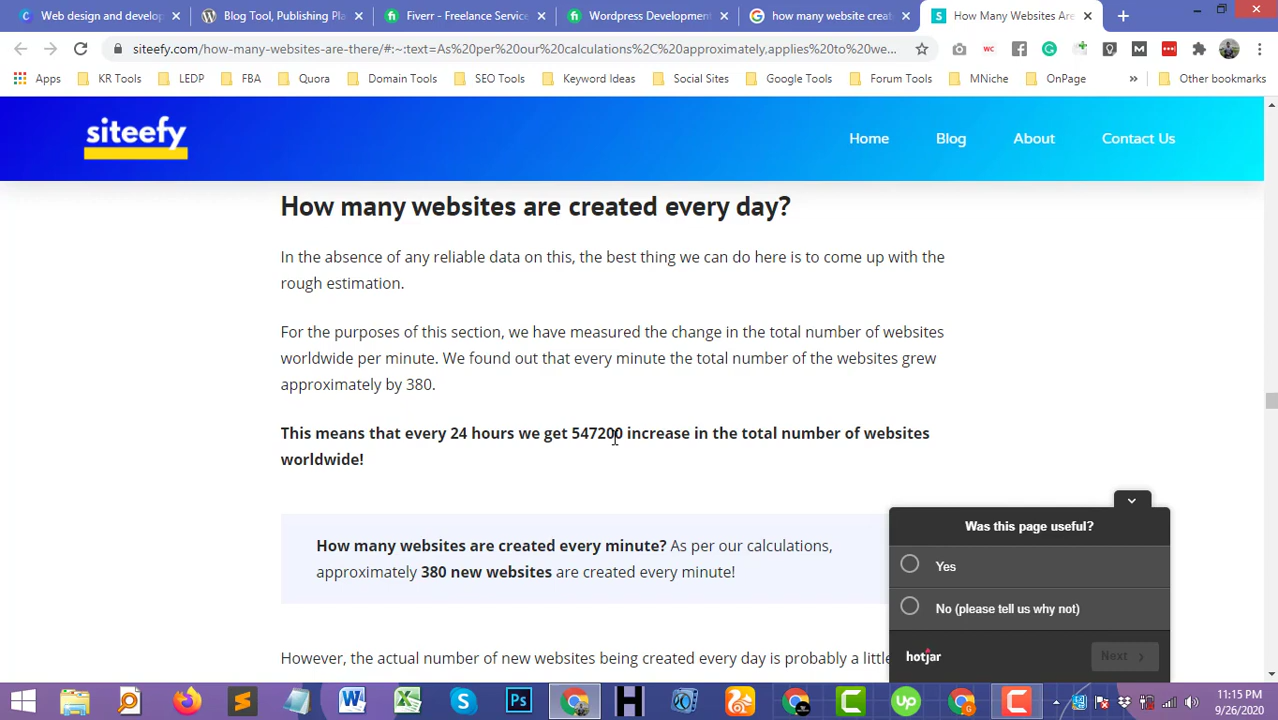 Web design and develop
Blog Tool, Publishing Pla
Fiverr - Freelance Service
Wordpress Development
how many website creat
How Many Websites Are
siteefy.com/how-many-websites-are-there/#:~:text=As%20per%20our%20calculations%2C%20approximately,applies%20to%20we...
Apps KR Tools LEDP FBA Quora Domain Tools SEO Tools Keyword Ideas Social Sites Google Tools Forum Tools MNiche OnPage » Other bookmarks
siteefy
Home Blog About Contact Us
How many websites are created every day?
In the absence of any reliable data on this, the best thing we can do here is to come up with the
rough estimation.
For the purposes of this section, we have measured the change in the total number of websites
worldwide per minute. We found out that every minute the total number of the websites grew
approximately by 380.
This means that every 24 hours we get 547200 increase in the total number of websites
worldwide!
How many websites are created every minute? As per our calculations,
approximately 380 new websites are created every minute!
However, the actual number of new websites being created every day is probably a little
Was this page useful?
Yes
No (please tell us why not)
hotjar
Next
11:15 PM
9/26/2020